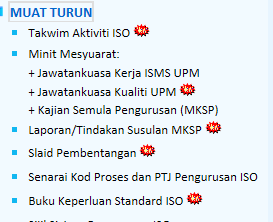 MUAT TURUN
Takwim Aktiviti ISO
Minit Mesyuarat:
+ Jawatankuasa Kerja ISMS UPM
+ Jawatankuasa Kualiti UPM
+ Kajian Semula Pengurusan (MKSP)
Laporan/Tindakan Susulan MKSP
Slaid Pembentangan
Senarai Kod Proses dan PTJ Pengurusan ISO
Buku Keperluan Standard ISO